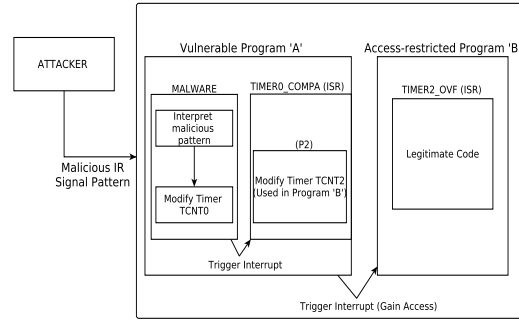 Vulnerable Program 'A'
Access-restricted Program 'B'
ATTACKER
MALWARE
TIMER0_COMPA (ISR)
TIMER2_OVF (ISR)
Interpret
malicious
pattern
(P2)
Legitimate Code
Malicious IR
Signal Pattern
Modify Timer
TCNT0
Modify Timer TCNT2
(Used in Program 'B')
Trigger Interrupt
Trigger Interrupt (Gain Access)